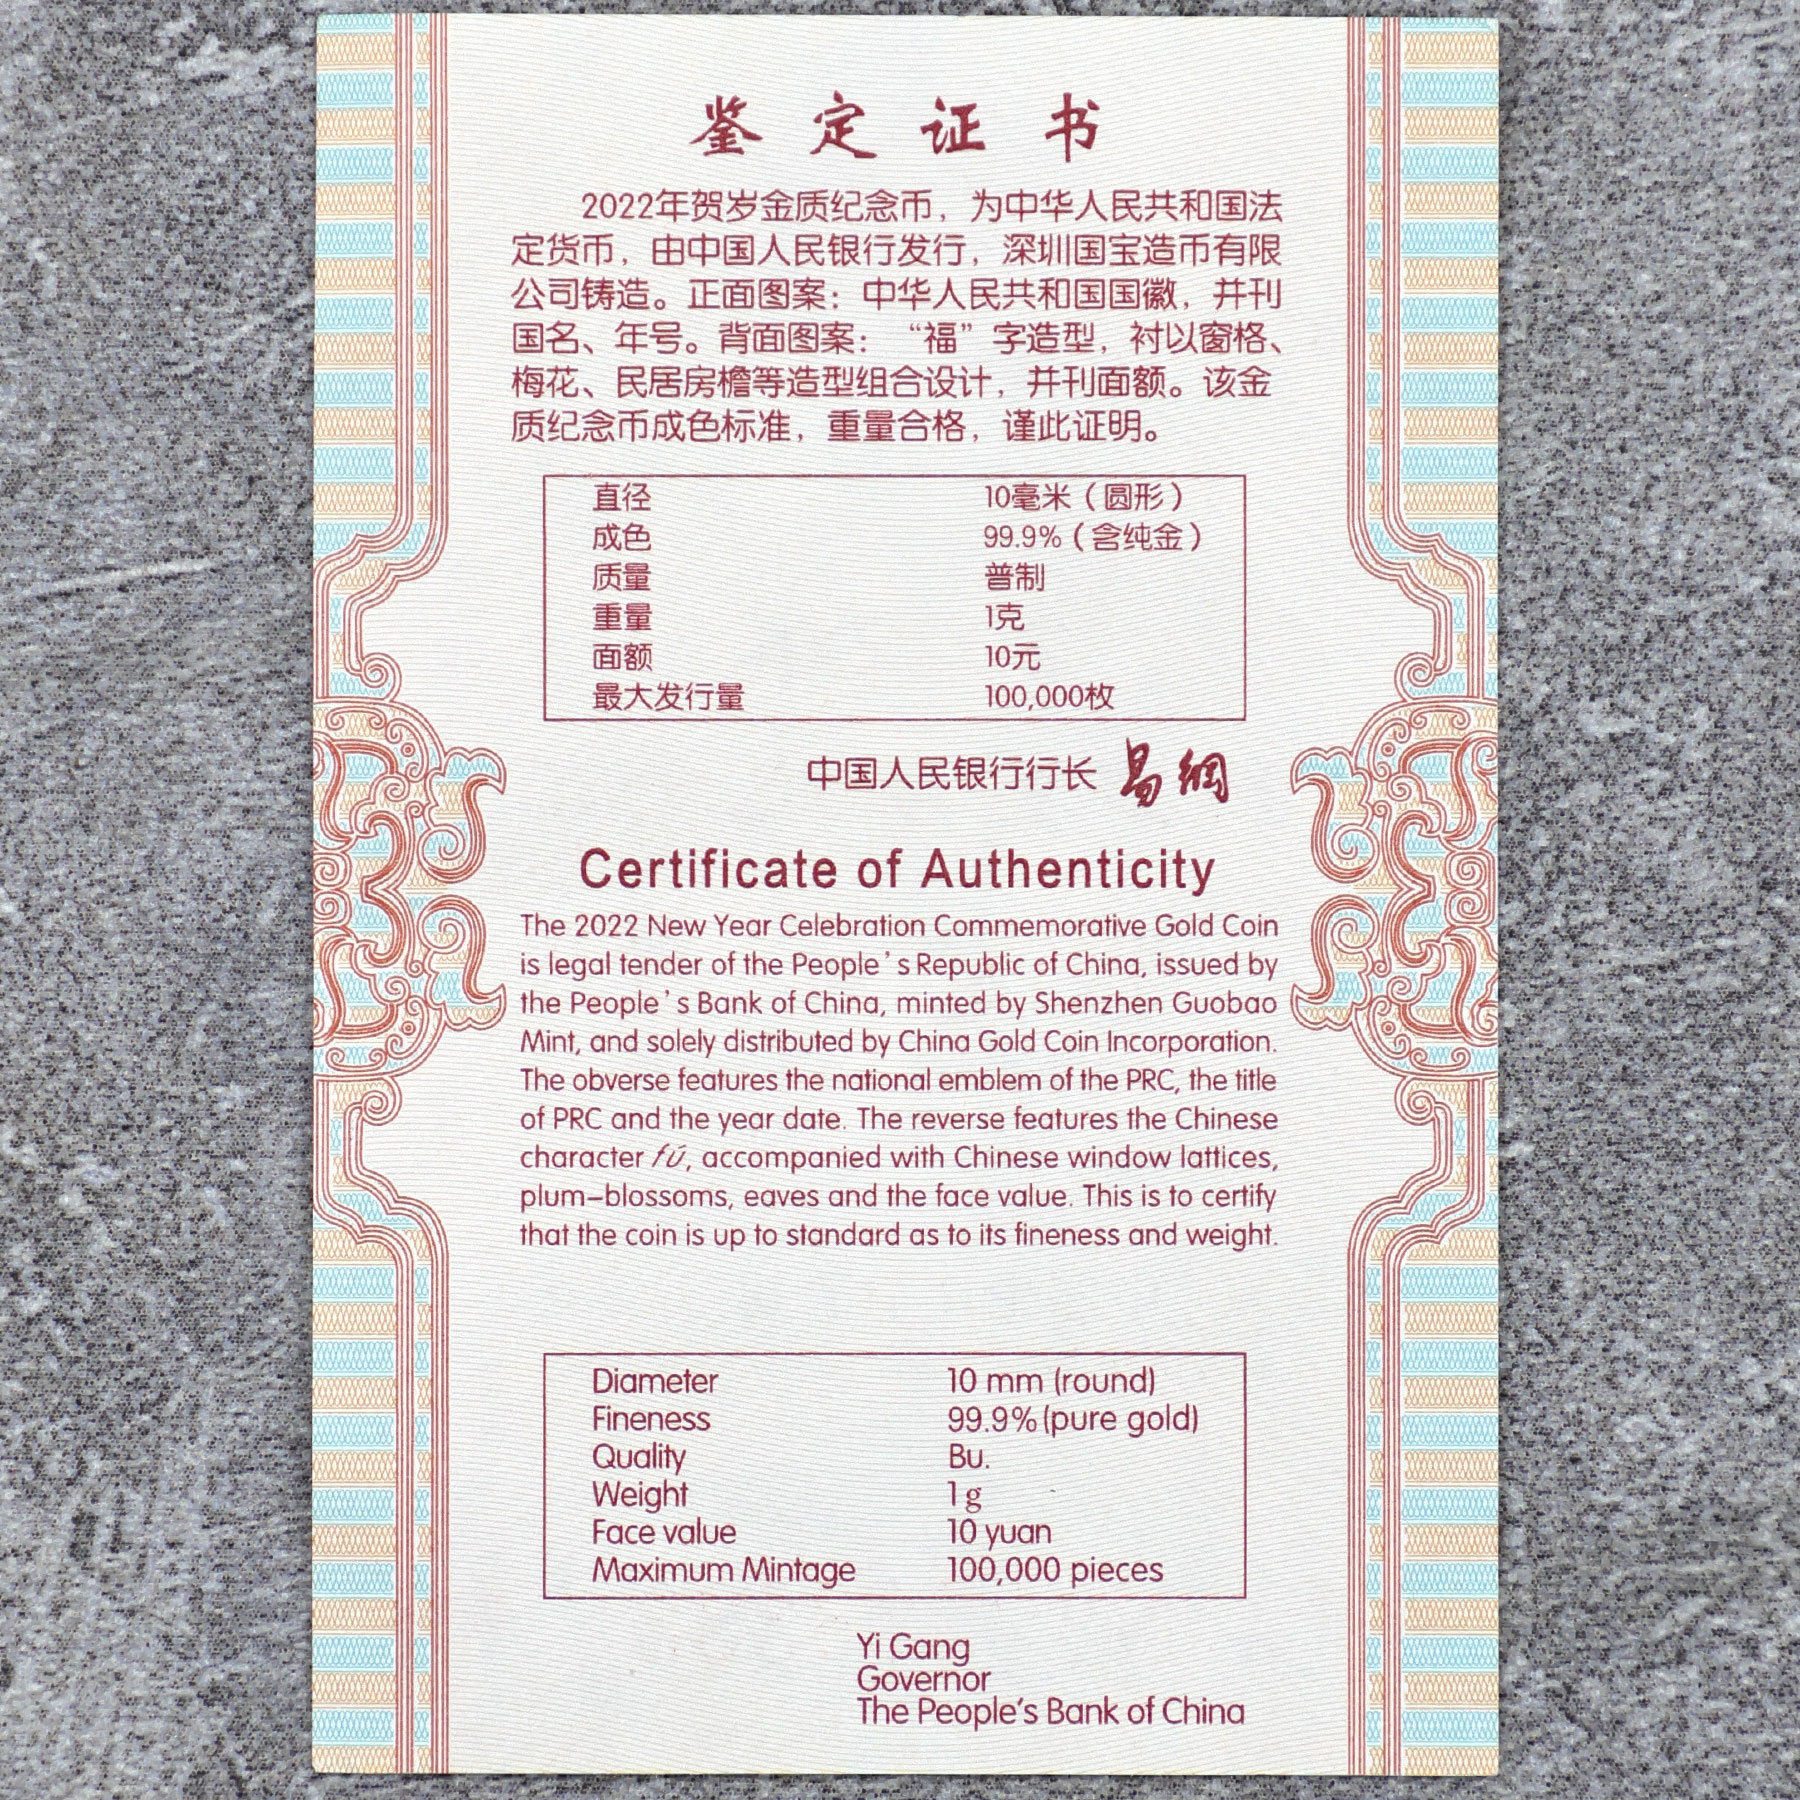 鉴定证书
2022年贺岁金质纪念币，为中华人民共和国法
定货币，由中国人民银行发行，深圳国宝造币有限
公司铸造。正面图案：中华人民共和国国徽，并刊
国名、年号。背面图案：“福”字造型，衬以窗格、
梅花、民居房檐等造型组合设计，并刊面额。该金
质纪念币成色标准，重量合格，谨此证明。
直径 10毫米（圆形）
成色 99.9%（含纯金）
质量 普制
重量 1克
面额 10元
最大发行量 100,000枚
中国人民银行行长 易纲
Certificate of Authenticity
The 2022 New Year Celebration Commemorative Gold Coin
is legal tender of the People’s Republic of China, issued by
the People’s Bank of China, minted by Shenzhen Guobao
Mint, and solely distributed by China Gold Coin Incorporation.
The obverse features the national emblem of the PRC, the title
of PRC and the year date. The reverse features the Chinese
character fú, accompanied with Chinese window lattices,
plum–blossoms, eaves and the face value. This is to certify
that the coin is up to standard as to its fineness and weight.
Diameter 10 mm (round)
Fineness 99.9% (pure gold)
Quality Bu.
Weight 1 g
Face value 10 yuan
Maximum Mintage 100,000 pieces
Yi Gang
Governor
The People’s Bank of China